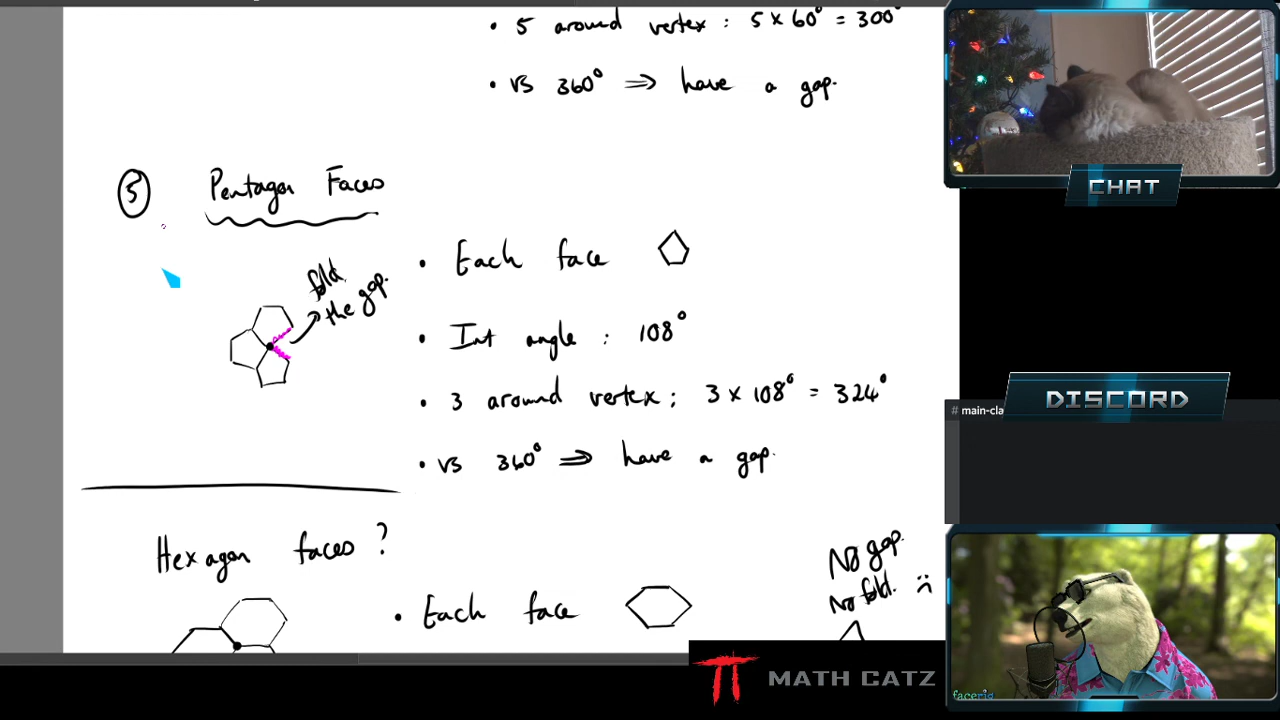 • 5 around vertex : 5 x 60° = 300°
• vs 360° ⇒ have a gap.
⑤ Pentagon Faces
• Each face
fold
the gap.
• Int angle : 108°
• 3 around vertex ; 3 x 108° = 324°
• vs 360° ⇒ have a gap.
Hexagon faces ?
• Each face
No gap.
No fold. :(
CHAT
DISCORD
# main-cla
MATH CATZ
facerig